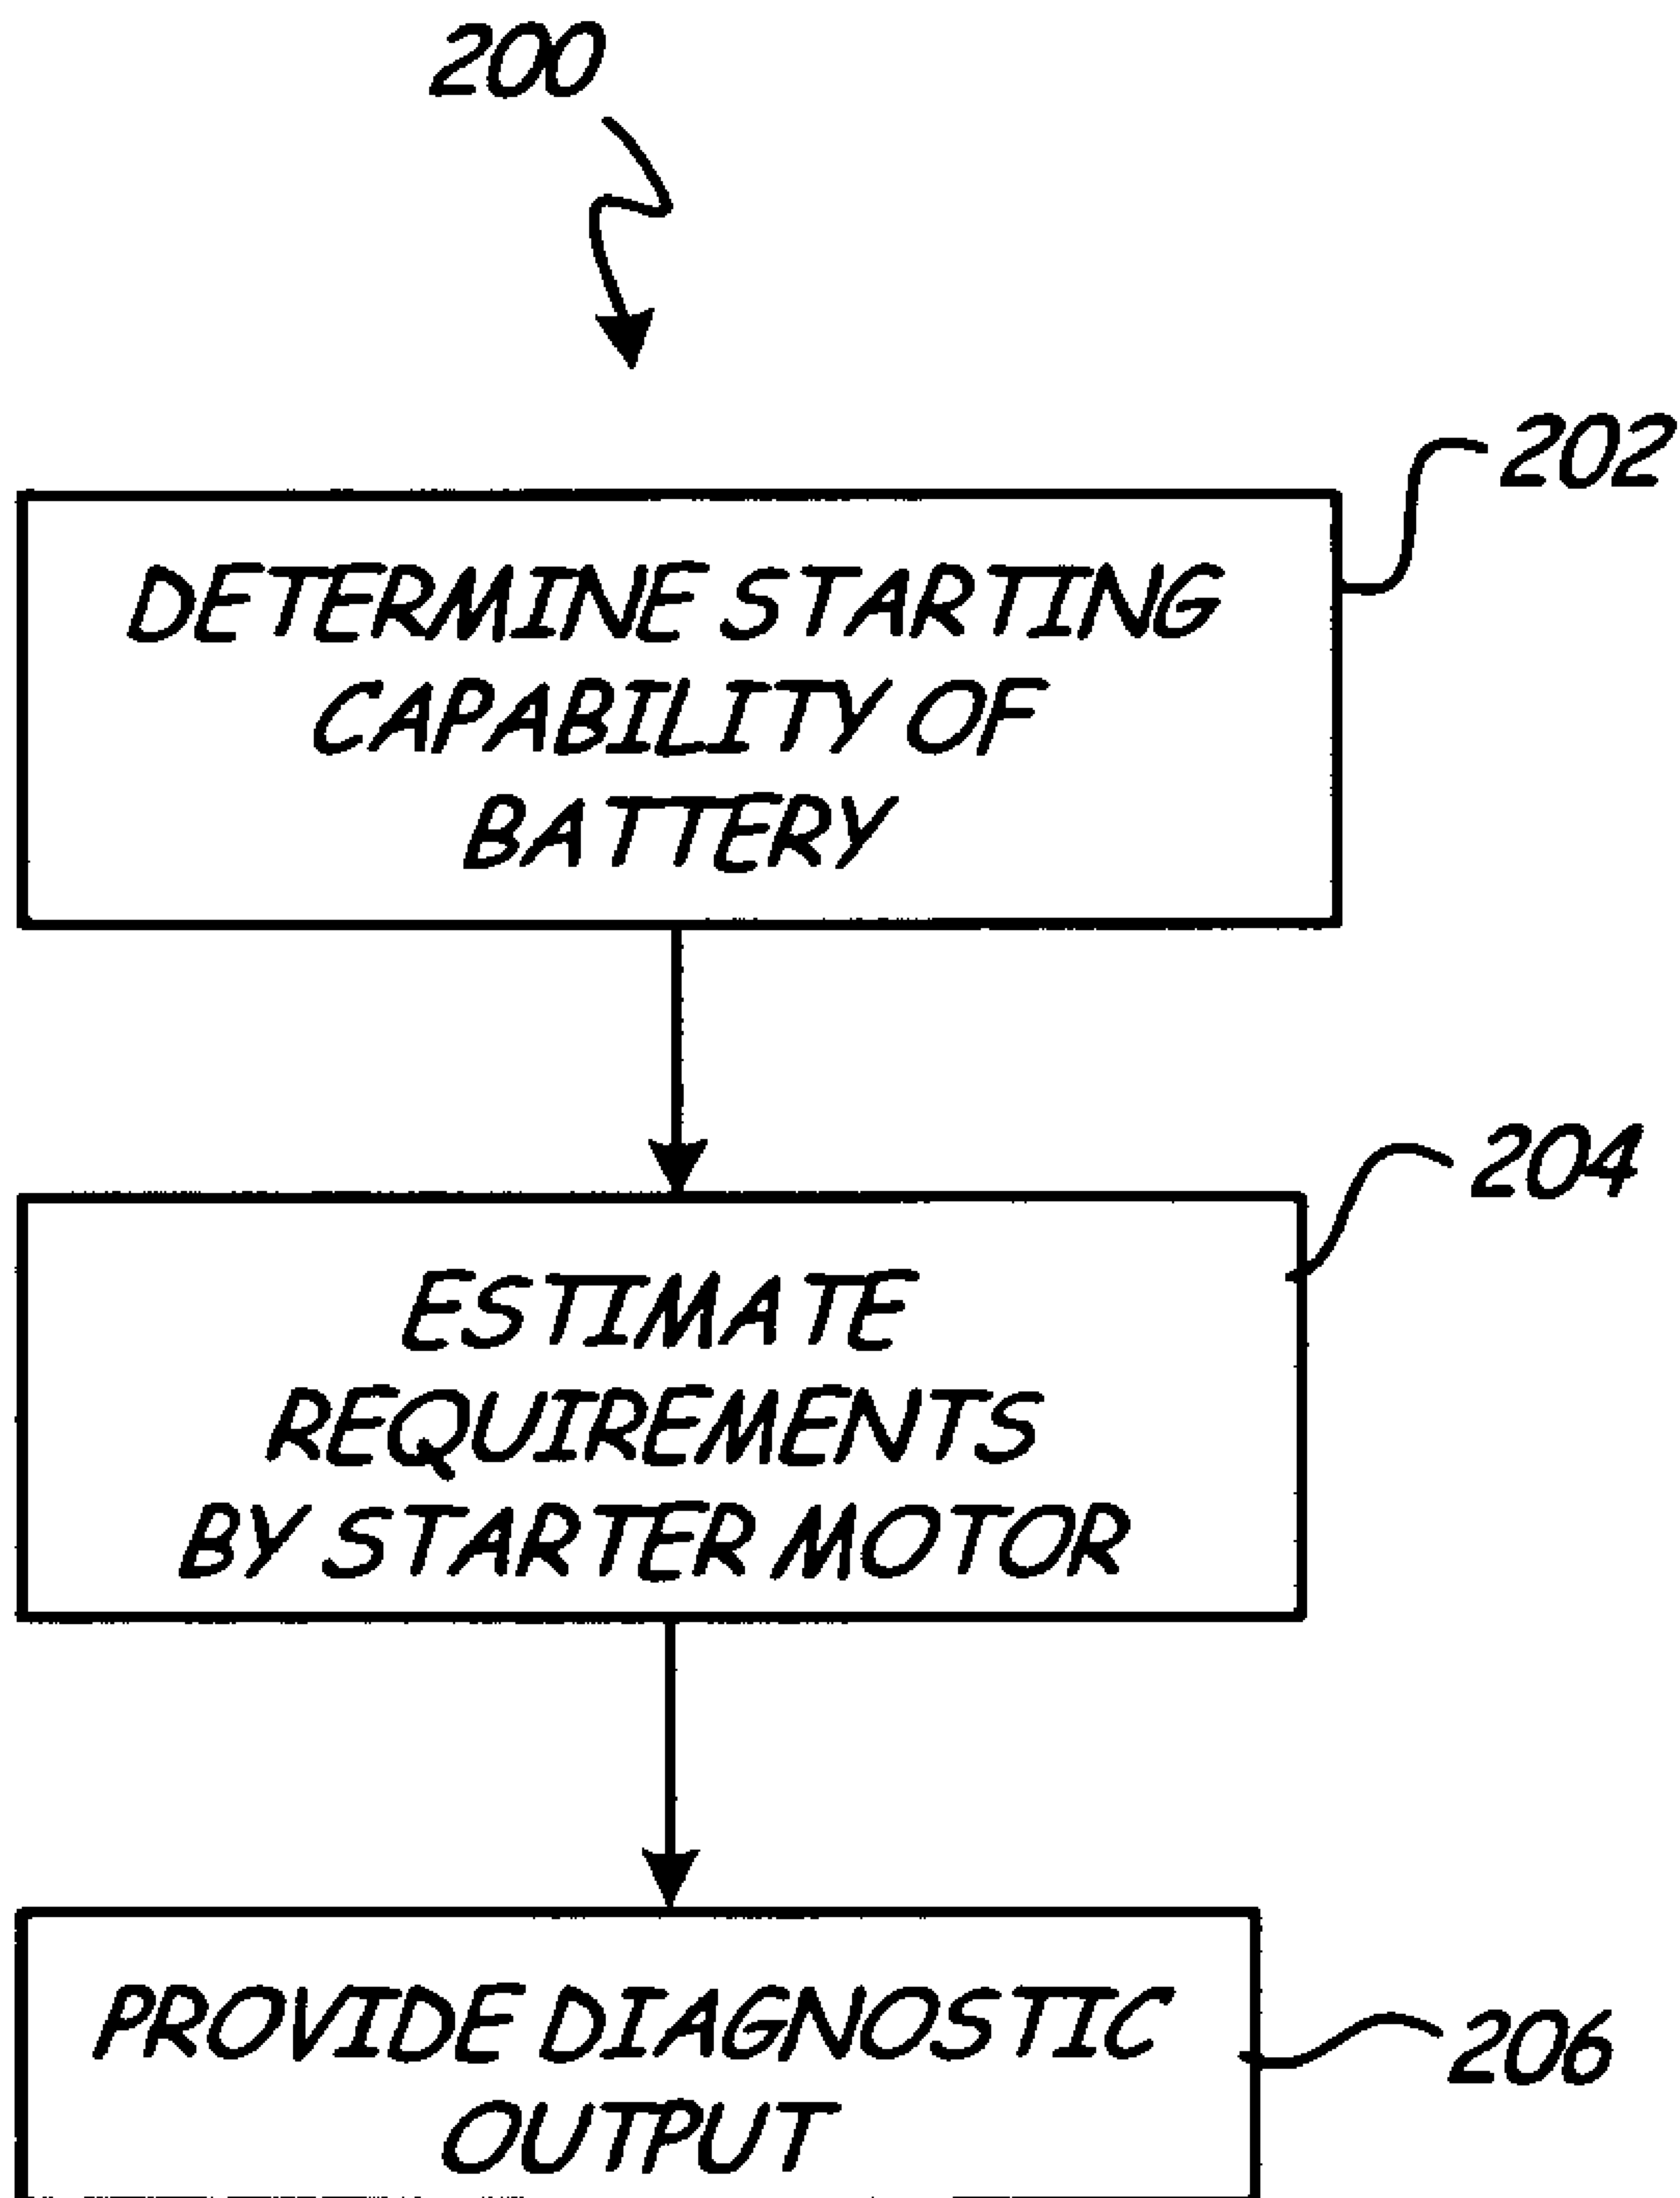 200
202
DETERMINE STARTING
CAPABILITY OF
BATTERY
204
ESTIMATE
REQUIREMENTS
BY STARTER MOTOR
PROVIDE DIAGNOSTIC
206
OUTPUT